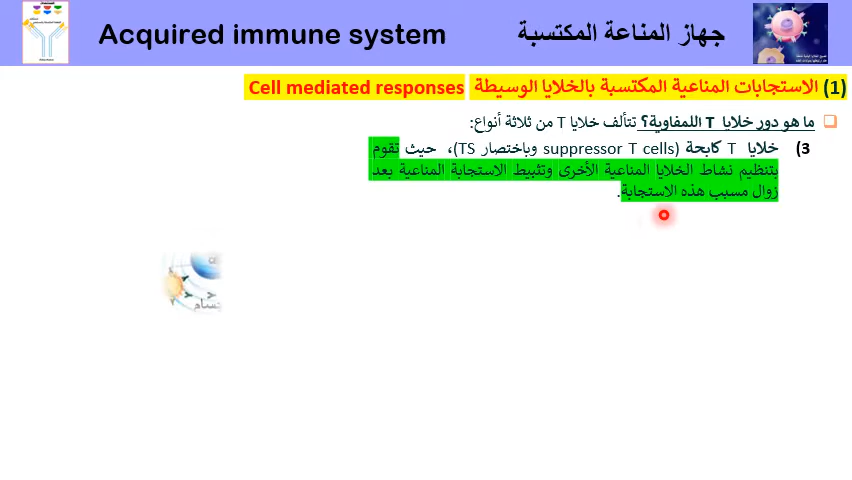 Acquired immune system جهاز المناعة المكتسبة
(1) الاستجابات المناعية المكتسبة بالخلايا الوسيطة Cell mediated responses
ما هو دور خلايا T اللمفاوية؟ تتألف خلايا T من ثلاثة أنواع:
3) خلايا T كابحة (suppressor T cells وباختصار TS)، حيث تقوم
بتنظيم نشاط الخلايا المناعية الأخرى وتثبيط الاستجابة المناعية بعد
زوال مسبب هذه الاستجابة.